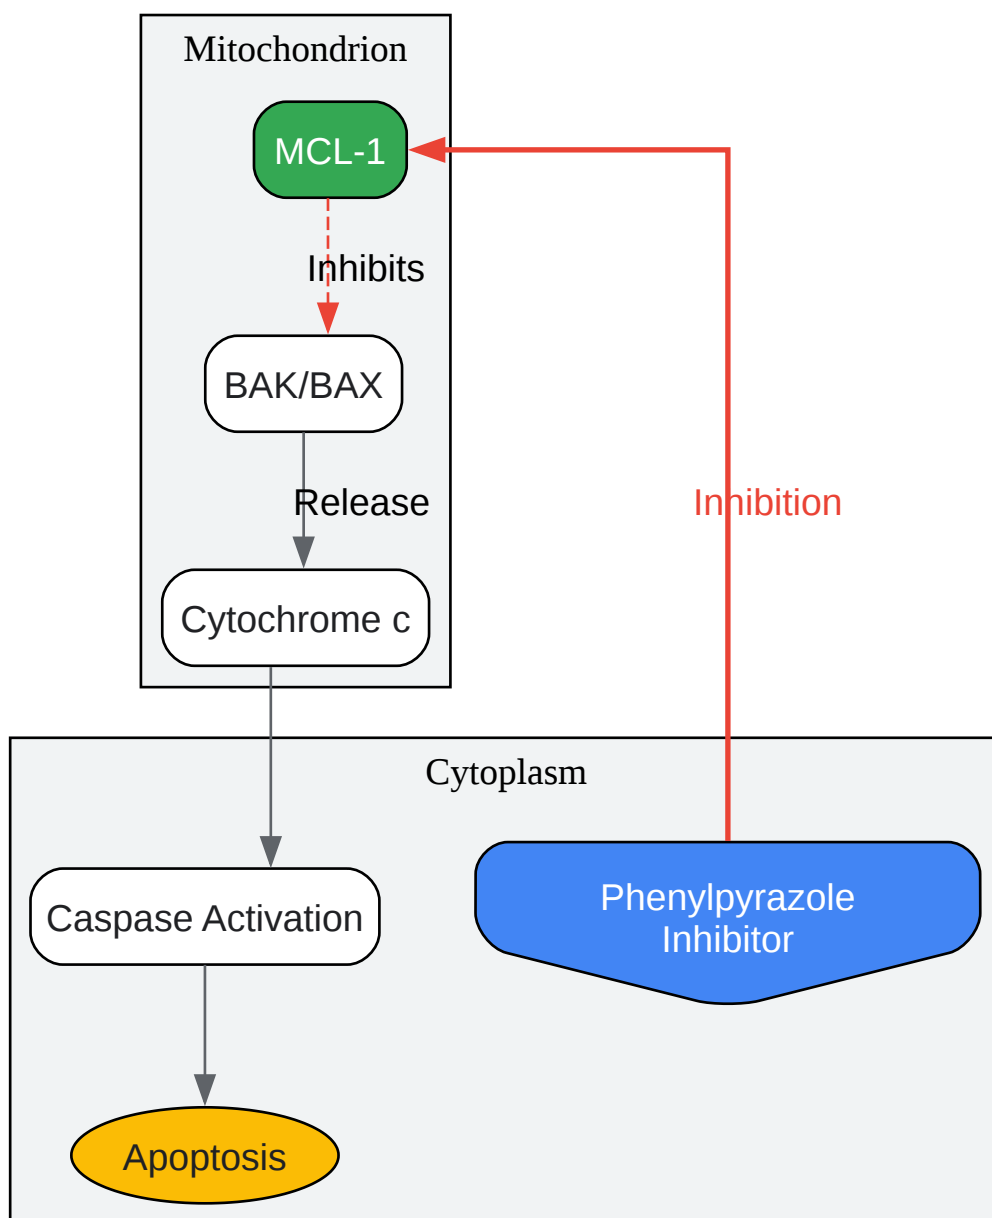 Mitochondrion
MCL-1
Inhibits
BAK/BAX
Release
Inhibition
Cytochrome c
Cytoplasm
Caspase Activation
Phenylpyrazole
Inhibitor
Apoptosis